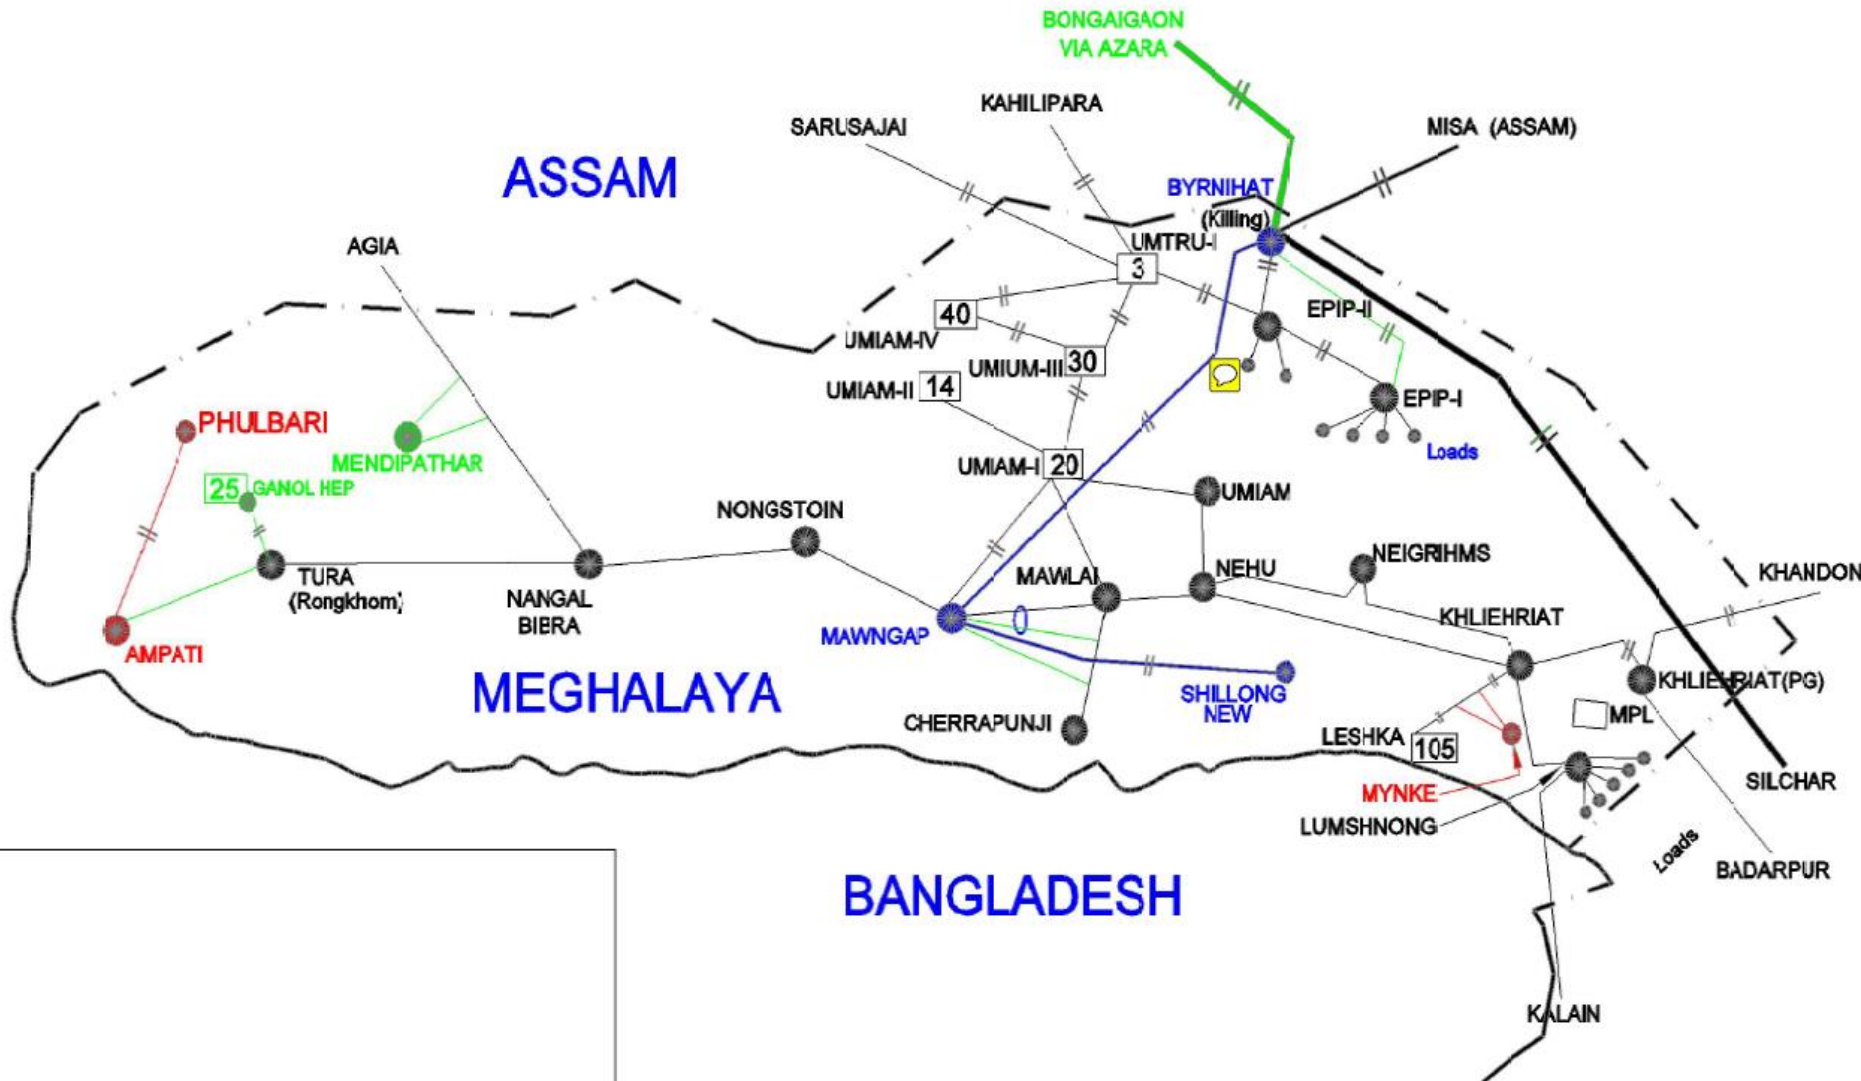 BONGAIGAON
VIA AZARA
KAHILIPARA
SARUSAJAI
MISA (ASSAM)
ASSAM
BYRNIHAT
(Killing)
AGIA
UMTRU-I
3
EPIP-II
40
UMIAM-IV
30
UMIUM-III
14
UMIAM-II
EPIP-I
PHULBARI
Loads
MENDIPATHAR
UMIAM-I
20
25
GANOL HEP
UMIAM
NONGSTOIN
NEIGRIHMS
NEHU
KHANDON
MAWLAI
TURA
(Rongkhom)
NANGAL
BIBRA
KHLIEHRIAT
MAWNGAP
AMPATI
KHLIEHRIAT(PG)
MEGHALAYA
SHILLONG
NEW
MPL
CHERRAPUNJI
LESHKA
105
SILCHAR
MYNKE
LUMSHNONG
Loads
BADARPUR
BANGLADESH
KALAIN